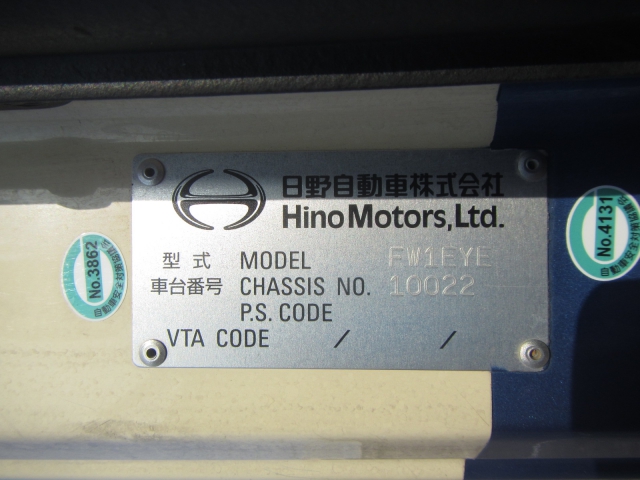 日野自動車株式会社
Hino Motors, Ltd.
型式 MODEL FW1EYE
車台番号 CHASSIS NO. 10022
P.S. CODE
VTA CODE / /
No.3862
No.4131